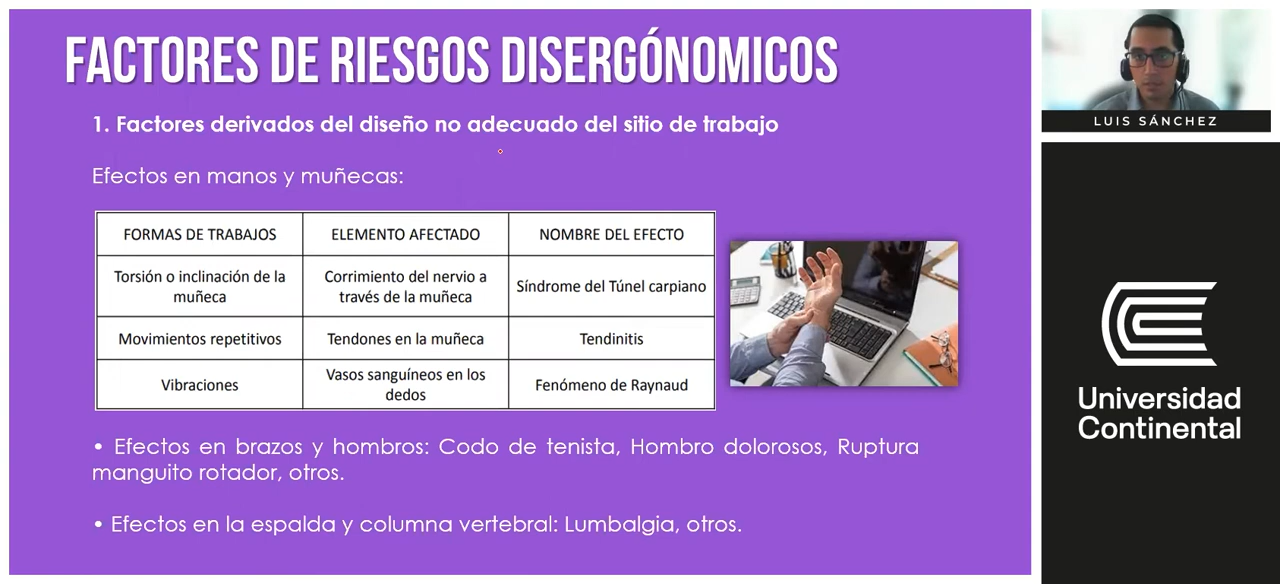 FACTORES DE RIESGOS DISERGÓNOMICOS
1. Factores derivados del diseño no adecuado del sitio de trabajo
Efectos en manos y muñecas:
FORMAS DE TRABAJOS ELEMENTO AFECTADO NOMBRE DEL EFECTO
Torsión o inclinación de la
muñeca
Corrimiento del nervio a
través de la muñeca
Síndrome del Túnel carpiano
Movimientos repetitivos Tendones en la muñeca Tendinitis
Vibraciones
Vasos sanguíneos en los
dedos
Fenómeno de Raynaud
• Efectos en brazos y hombros: Codo de tenista, Hombro dolorosos, Ruptura
manguito rotador, otros.
• Efectos en la espalda y columna vertebral: Lumbalgia, otros.
LUIS SÁNCHEZ
Universidad
Continental